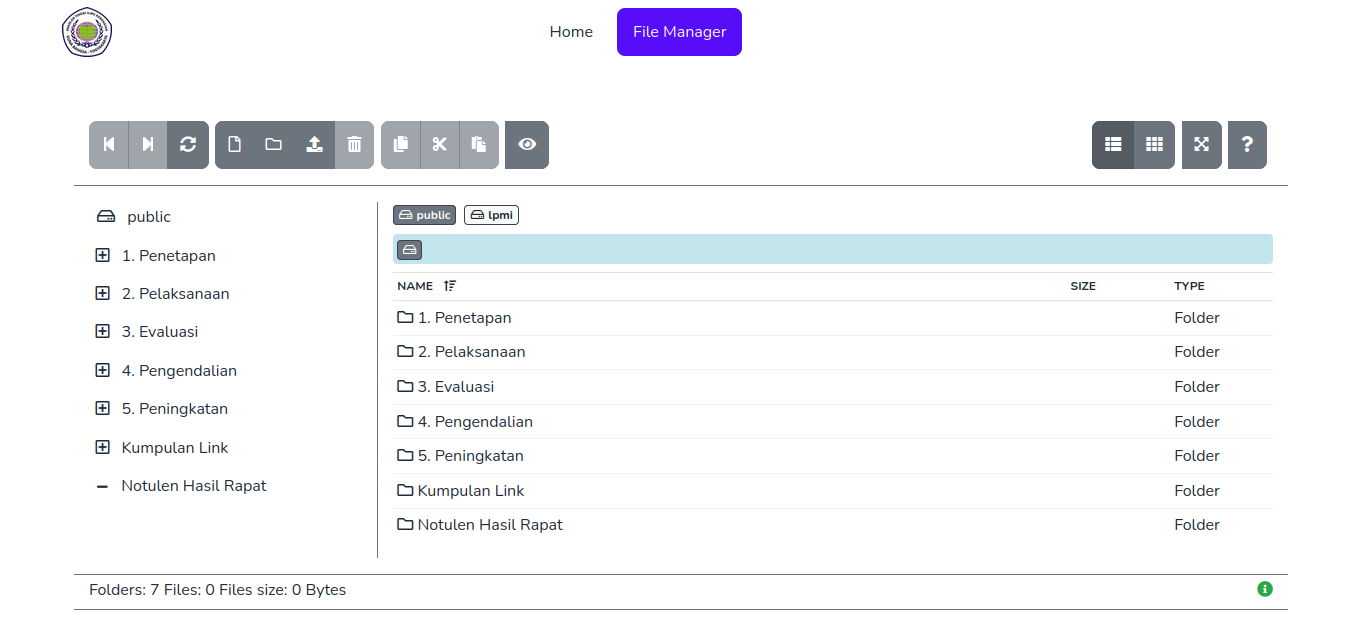 Home File Manager
public
1. Penetapan
2. Pelaksanaan
3. Evaluasi
4. Pengendalian
5. Peningkatan
Kumpulan Link
Notulen Hasil Rapat
public lpmi
NAME SIZE TYPE
1. Penetapan Folder
2. Pelaksanaan Folder
3. Evaluasi Folder
4. Pengendalian Folder
5. Peningkatan Folder
Kumpulan Link Folder
Notulen Hasil Rapat Folder
Folders: 7 Files: 0 Files size: 0 Bytes